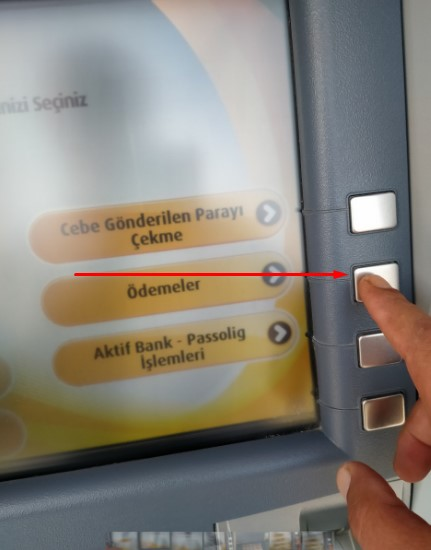 nizi Seçiniz
Cebe Gönderilen Parayı
Çekme
Ödemeler
Aktif Bank - Passolig
İşlemleri